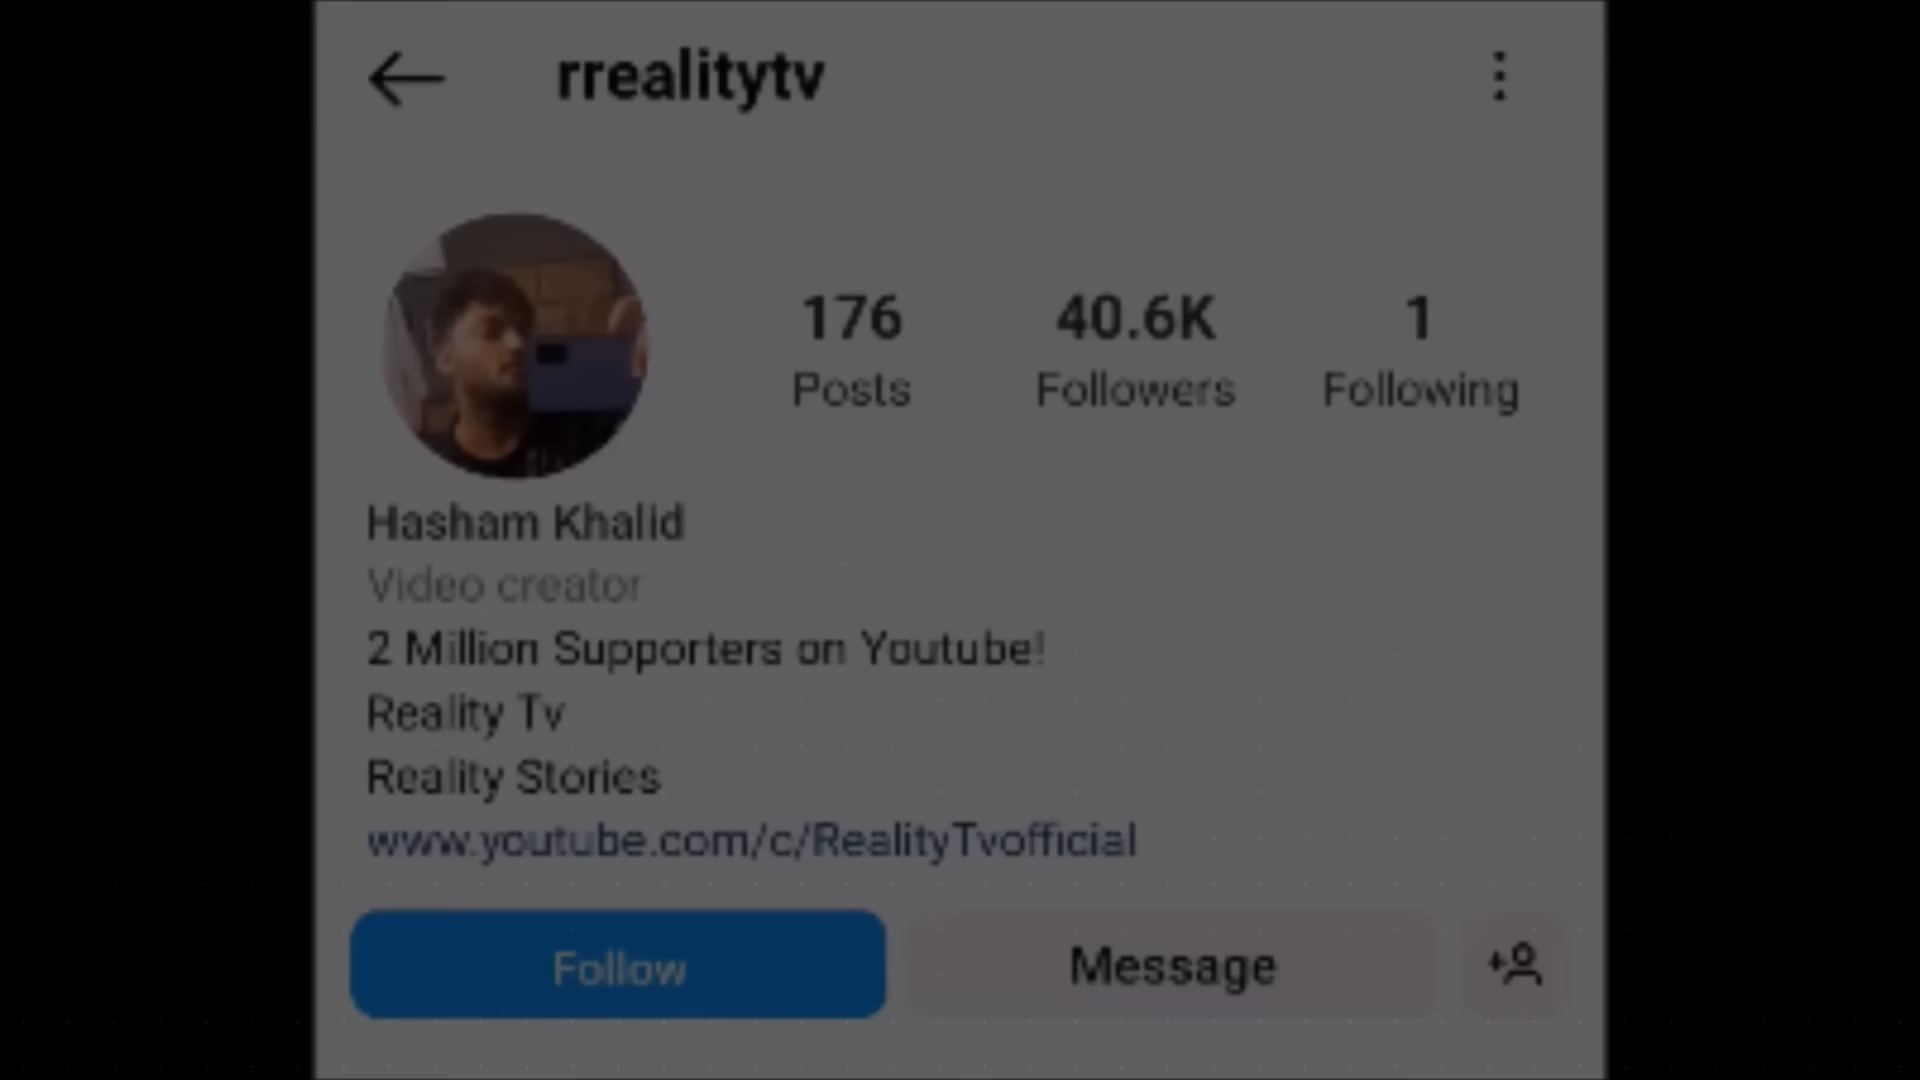 rrealitytv
176 40.6K 1
Posts Followers Following
Hasham Khalid
Video creator
2 Million Supporters on Youtube!
Reality Tv
Reality Stories
www.youtube.com/c/RealityTvofficial
Follow Message